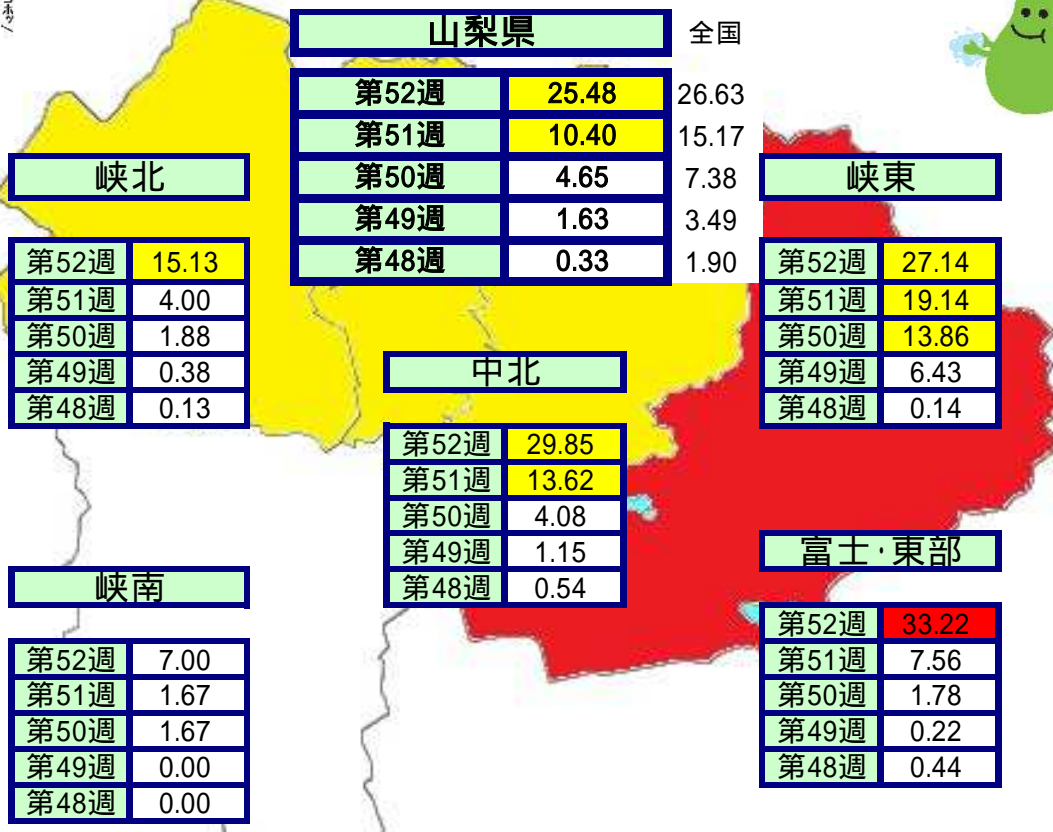 山梨県 全国
第52週 25.48 26.63
第51週 10.40 15.17
第50週 4.65 7.38
第49週 1.63 3.49
第48週 0.33 1.90
峡北
第52週 15.13
第51週 4.00
第50週 1.88
第49週 0.38
第48週 0.13
峡東
第52週 27.14
第51週 19.14
第50週 13.86
第49週 6.43
第48週 0.14
中北
第52週 29.85
第51週 13.62
第50週 4.08
第49週 1.15
第48週 0.54
峡南
第52週 7.00
第51週 1.67
第50週 1.67
第49週 0.00
第48週 0.00
富士・東部
第52週 33.22
第51週 7.56
第50週 1.78
第49週 0.22
第48週 0.44